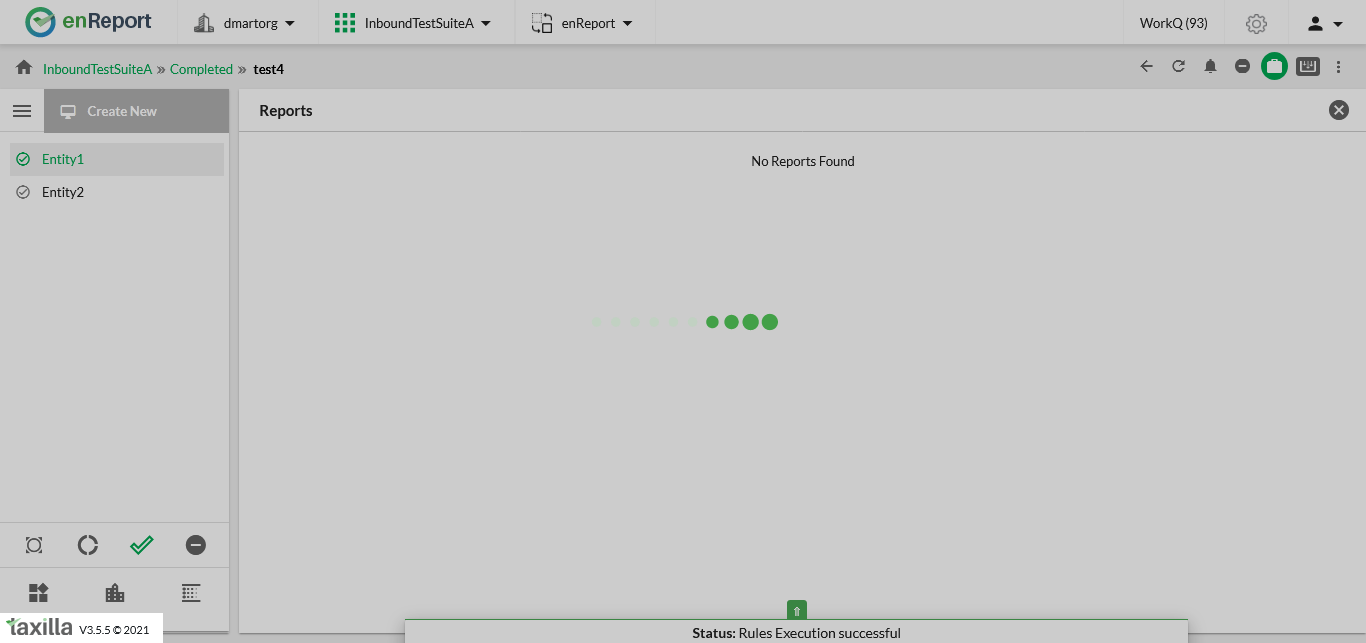 enReport
dmartorg
InboundTestSuiteA
enReport
WorkQ (93)
InboundTestSuiteA » Completed » test4
Create New
Reports
Entity1
No Reports Found
Entity2
taxilla V3.5.5 © 2021
Status: Rules Execution successful